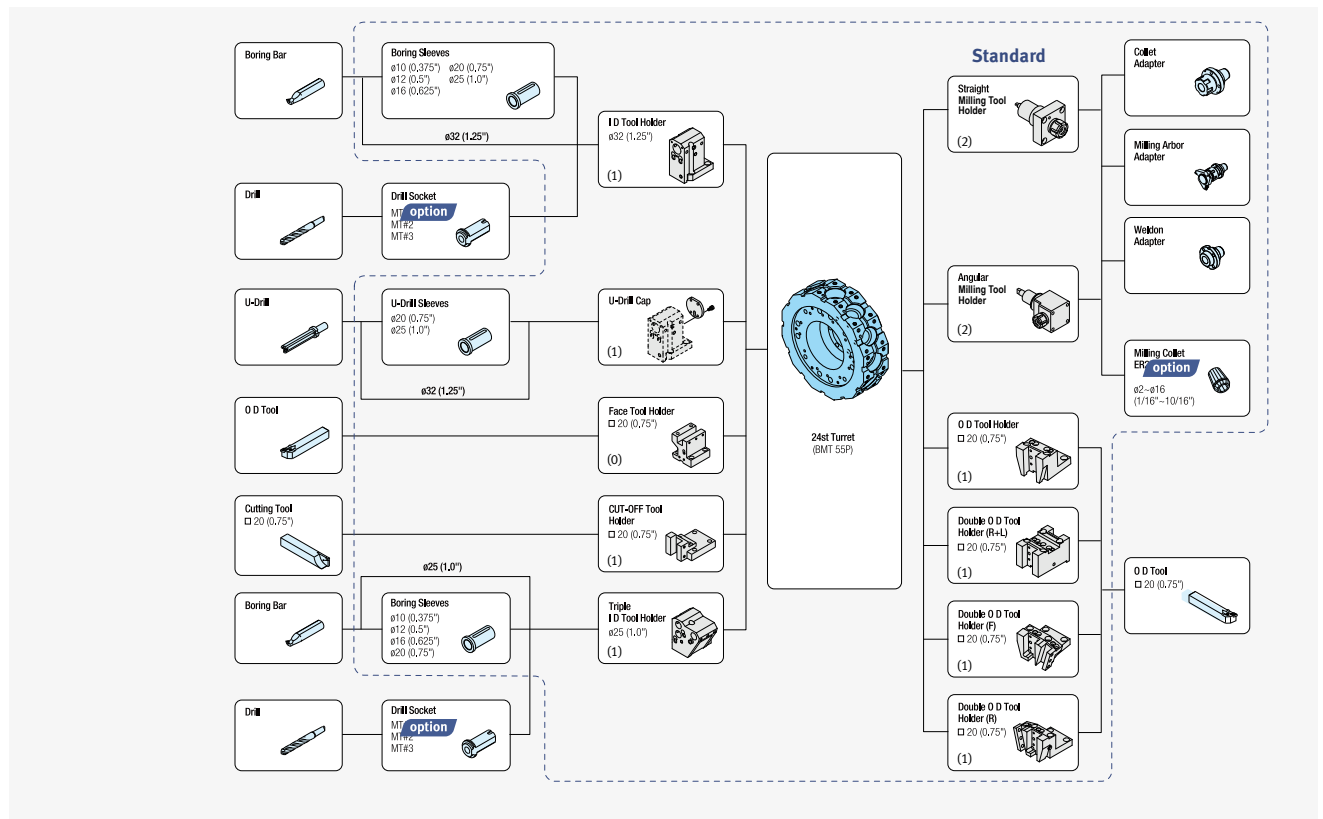 Boring Bar
Boring Sleeves
ø10 (0.375") ø20 (0.75")
ø12 (0.5") ø25 (1.0")
ø16 (0.625")
ø32 (1.25")
Drill
Drill Socket
option
MT#2
MT#3
I D Tool Holder
ø32 (1.25")
(1)
U-Drill
U-Drill Sleeves
ø20 (0.75")
ø25 (1.0")
ø32 (1.25")
U-Drill Cap
(1)
O D Tool
Face Tool Holder
□ 20 (0.75")
(0)
Cutting Tool
□ 20 (0.75")
CUT-OFF Tool
Holder
□ 20 (0.75")
(1)
ø25 (1.0")
Boring Bar
Boring Sleeves
ø10 (0.375")
ø12 (0.5")
ø16 (0.625")
ø20 (0.75")
Triple
I D Tool Holder
ø25 (1.0")
(1)
Drill
Drill Socket
option
MT#2
MT#3
24st Turret
(BMT 55P)
Standard
Straight
Milling Tool
Holder
(2)
Angular
Milling Tool
Holder
(2)
O D Tool Holder
□ 20 (0.75")
(1)
Double O D Tool
Holder (R+L)
□ 20 (0.75")
(1)
Double O D Tool
Holder (F)
□ 20 (0.75")
(1)
Double O D Tool
Holder (R)
□ 20 (0.75")
(1)
Collet
Adapter
Milling Arbor
Adapter
Weldon
Adapter
Milling Collet
option
ø2~ø16
(1/16"~10/16")
O D Tool
□ 20 (0.75")